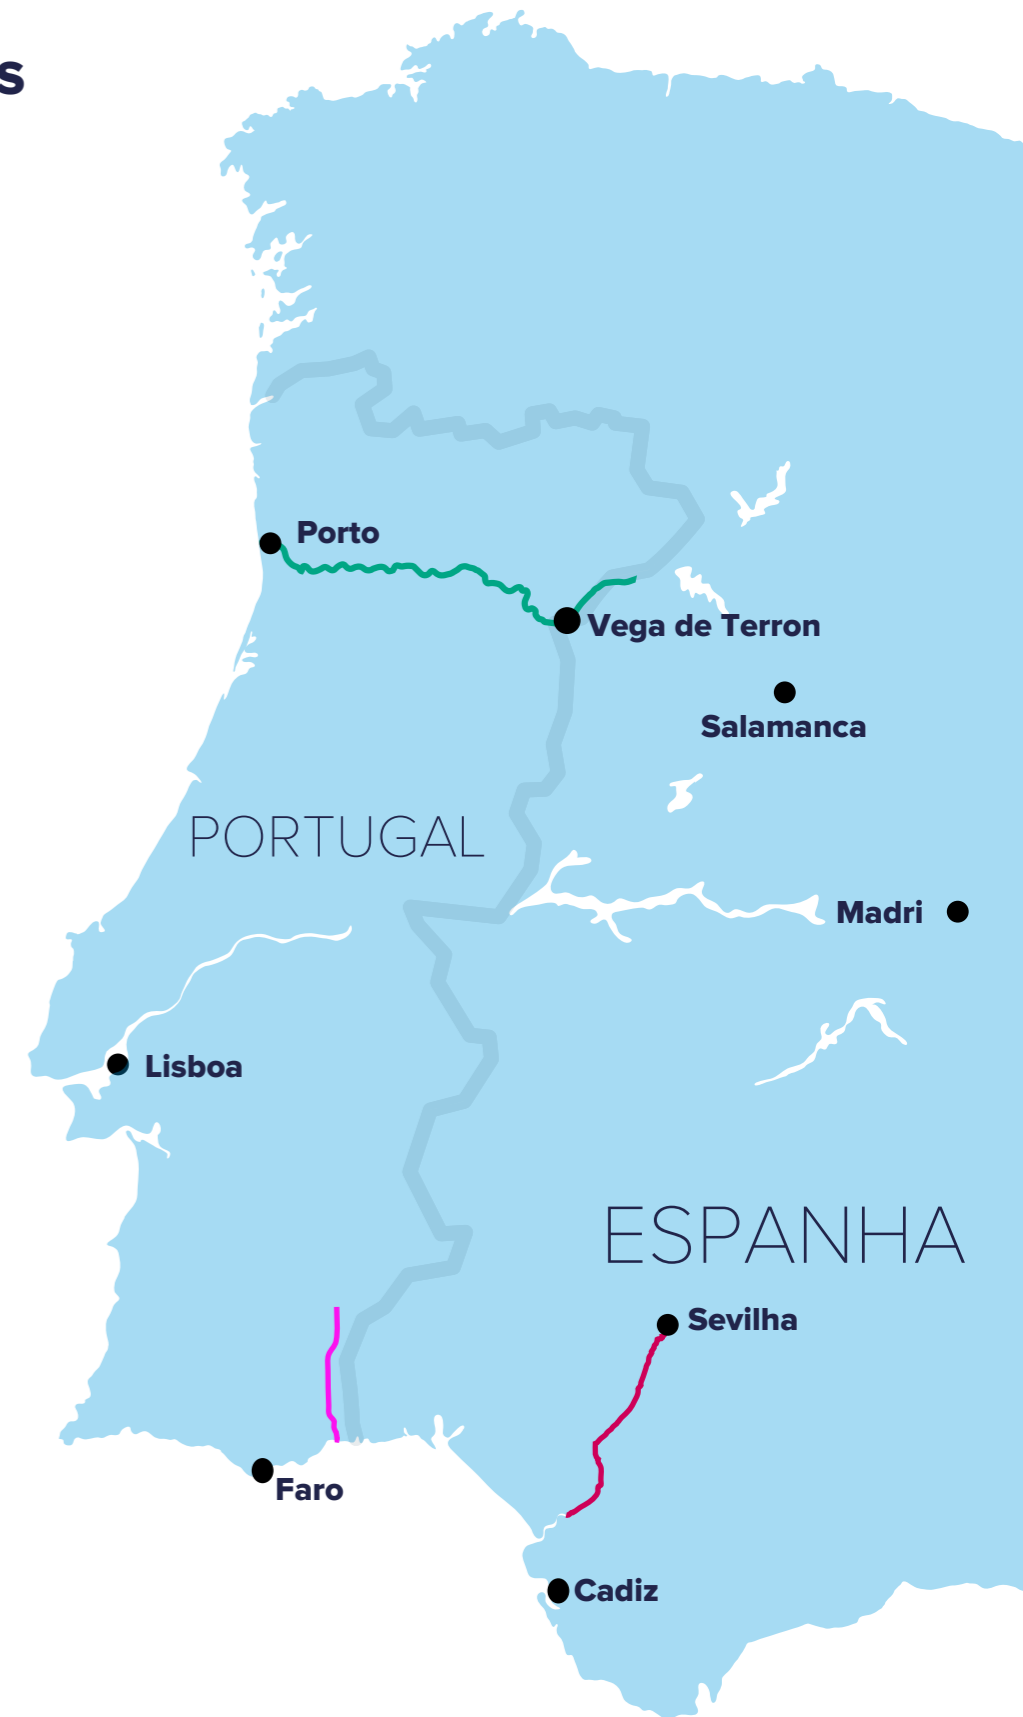 s
Porto
Vega de Terron
Salamanca
PORTUGAL
Madri
Lisboa
ESPANHA
Sevilha
Faro
Cadiz